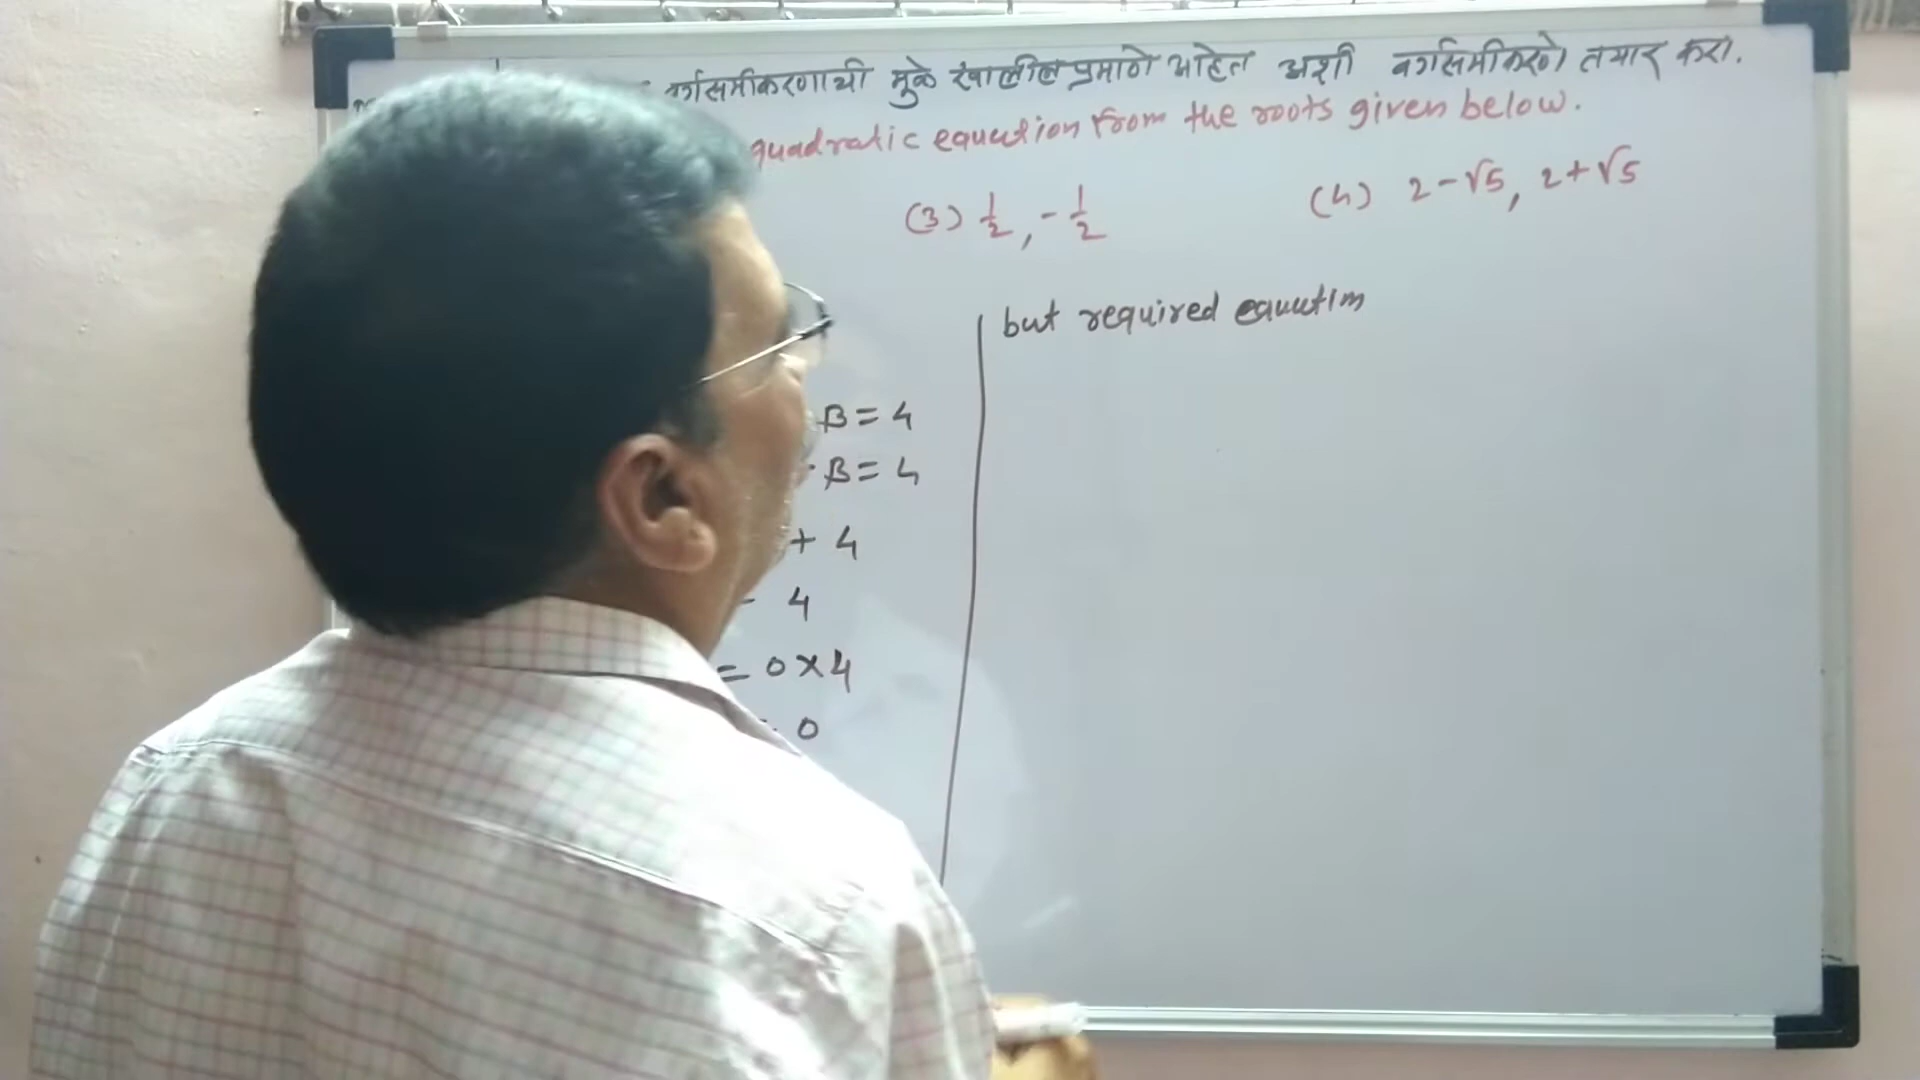 वर्गसमीकरणाची मुळे खालील प्रमाणे आहेत अशी वर्गसमीकरणे तयार करा.
quadratic equation from the roots given below.
(3) 1/2, -1/2 (4) 2-√5, 2+√5
but required equation
β = 4
· β = 4
+ 4
- 4
= 0 × 4
0